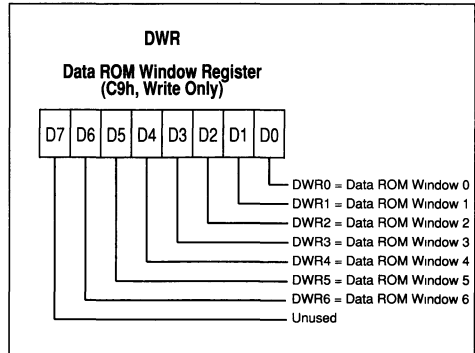 DWR
Data ROM Window Register
(C9h, Write Only)
D7 D6 D5 D4 D3 D2 D1 D0
DWR0 = Data ROM Window 0
DWR1 = Data ROM Window 1
DWR2 = Data ROM Window 2
DWR3 = Data ROM Window 3
DWR4 = Data ROM Window 4
DWR5 = Data ROM Window 5
DWR6 = Data ROM Window 6
Unused